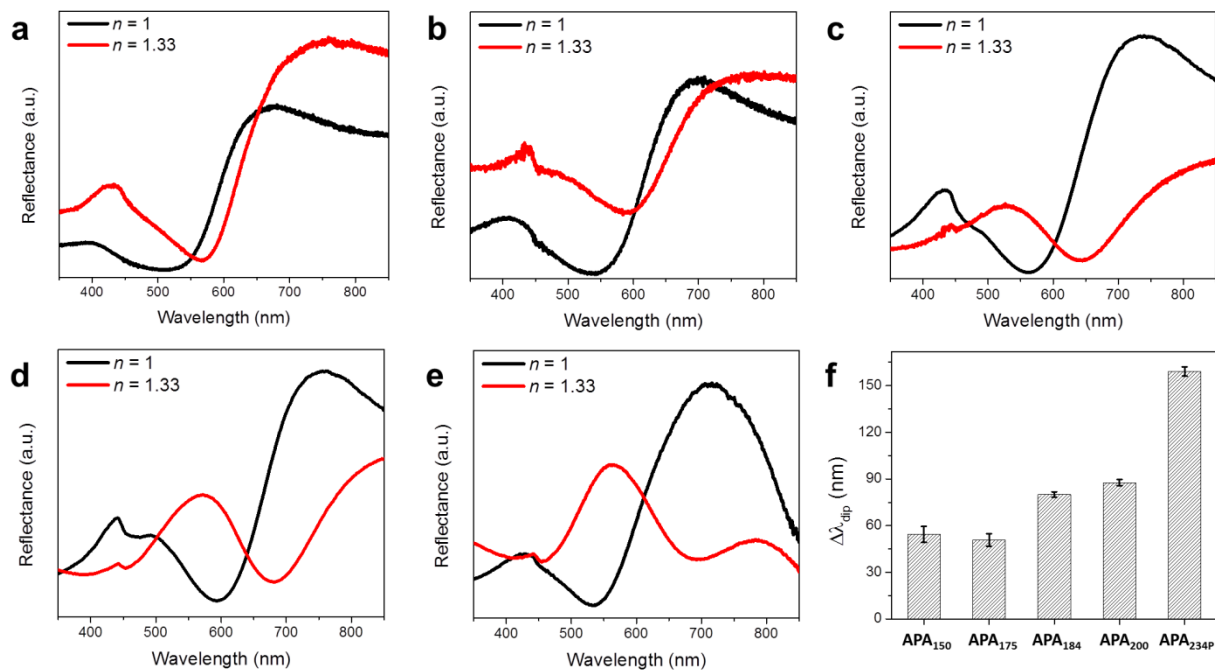 a
n = 1
n = 1.33
Reflectance (a.u.)
400 500 600 700 800
Wavelength (nm)
b
n = 1
n = 1.33
Reflectance (a.u.)
400 500 600 700 800
Wavelength (nm)
c
n = 1
n = 1.33
Reflectance (a.u.)
400 500 600 700 800
Wavelength (nm)
d
n = 1
n = 1.33
Reflectance (a.u.)
400 500 600 700 800
Wavelength (nm)
e
n = 1
n = 1.33
Reflectance (a.u.)
400 500 600 700 800
Wavelength (nm)
f
Δλdip (nm)
150
120
90
60
30
0
APA150 APA175 APA184 APA200 APA234P